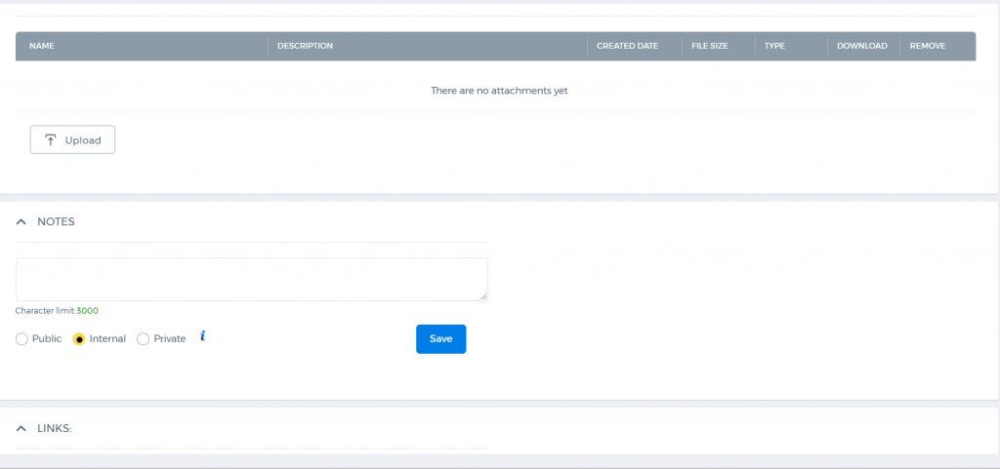 NAME DESCRIPTION CREATED DATE FILE SIZE TYPE DOWNLOAD REMOVE
There are no attachments yet
Upload
NOTES
Character limit:3000
Public Internal Private i Save
LINKS: